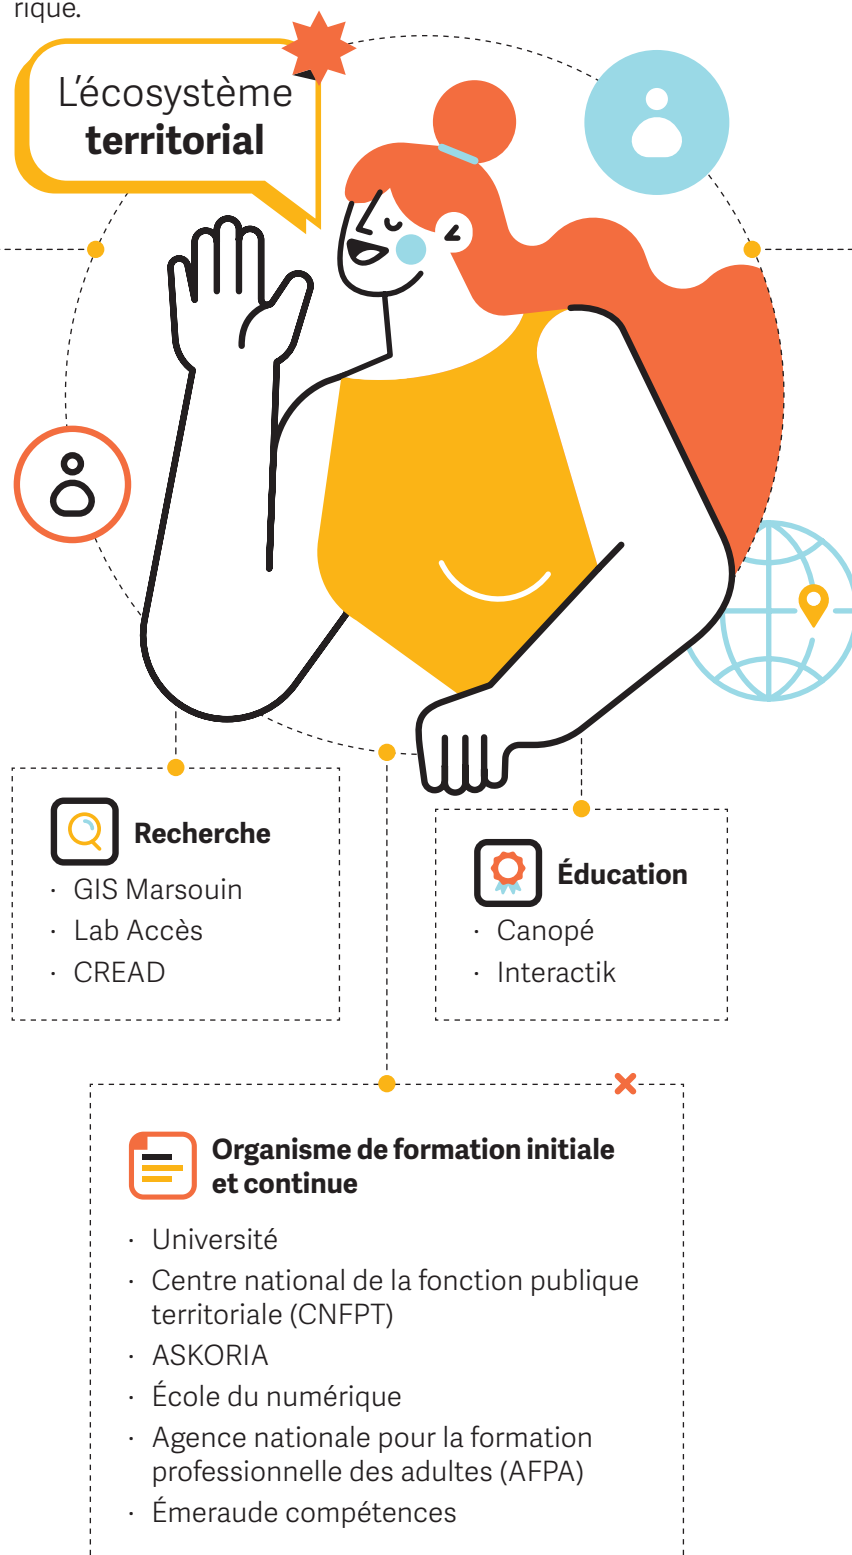 rique.
L'écosystème
territorial
Recherche
· GIS Marsouin
· Lab Accès
· CREAD
Éducation
· Canopé
· Interactik
Organisme de formation initiale
et continue
· Université
· Centre national de la fonction publique
territoriale (CNFPT)
· ASKORIA
· École du numérique
· Agence nationale pour la formation
professionnelle des adultes (AFPA)
· Émeraude compétences